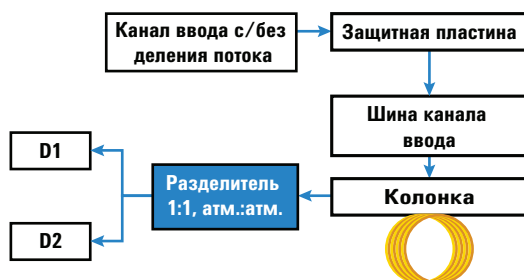 Канал ввода с/без
деления потока
Защитная пластина
Шина канала
ввода
Колонка
Разделитель
1:1, атм.:атм.
D1
D2